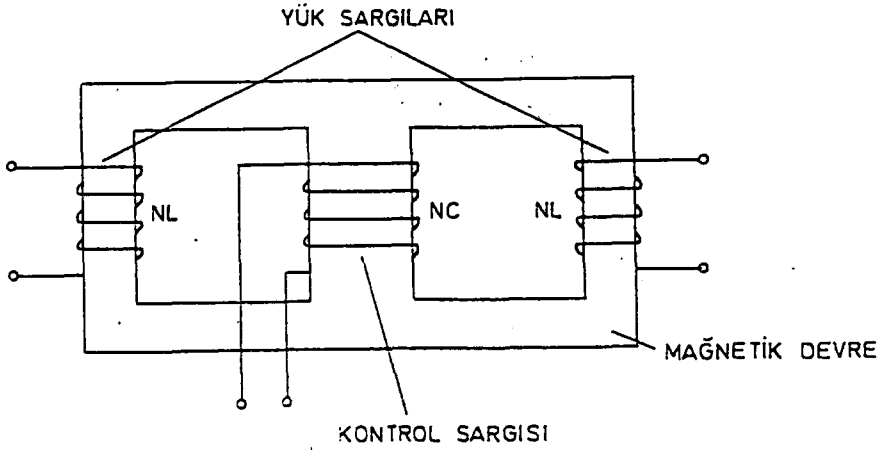 YÜK SARGILARI
NL
NC
NL
MAĞNETİK DEVRE
KONTROL SARGISI